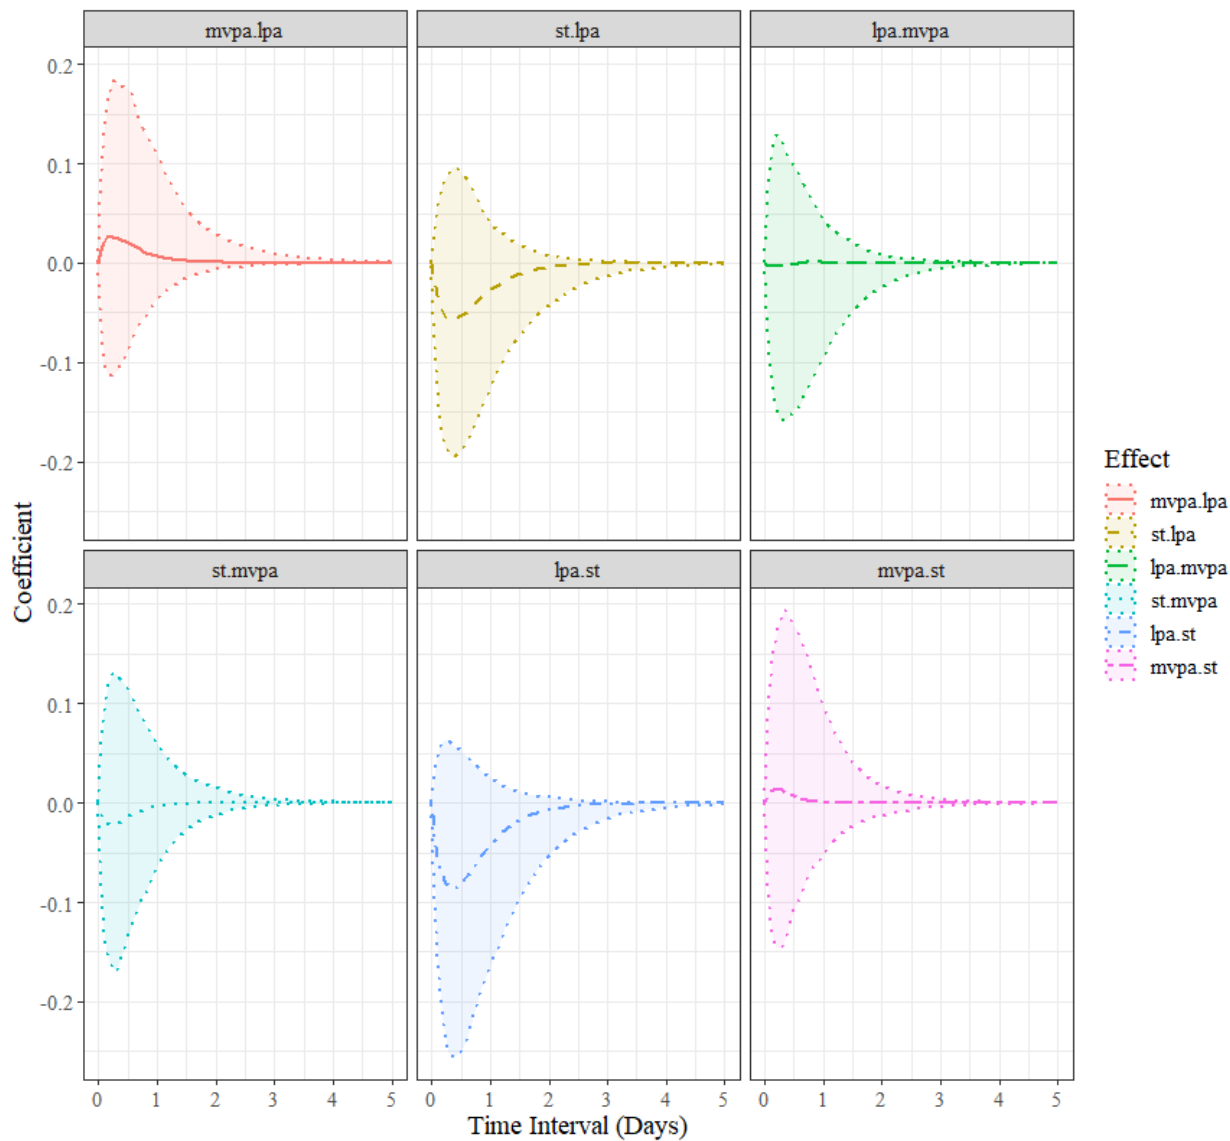 mvpa.lpa st.lpa lpa.mvpa
0.2
0.1
0.0
-0.1
-0.2
st.mvpa lpa.st mvpa.st
0.2
0.1
0.0
-0.1
-0.2
0 1 2 3 4 5 0 1 2 3 4 5 0 1 2 3 4 5
Time Interval (Days)
Coefficient
Effect
mvpa.lpa
st.lpa
lpa.mvpa
st.mvpa
lpa.st
mvpa.st